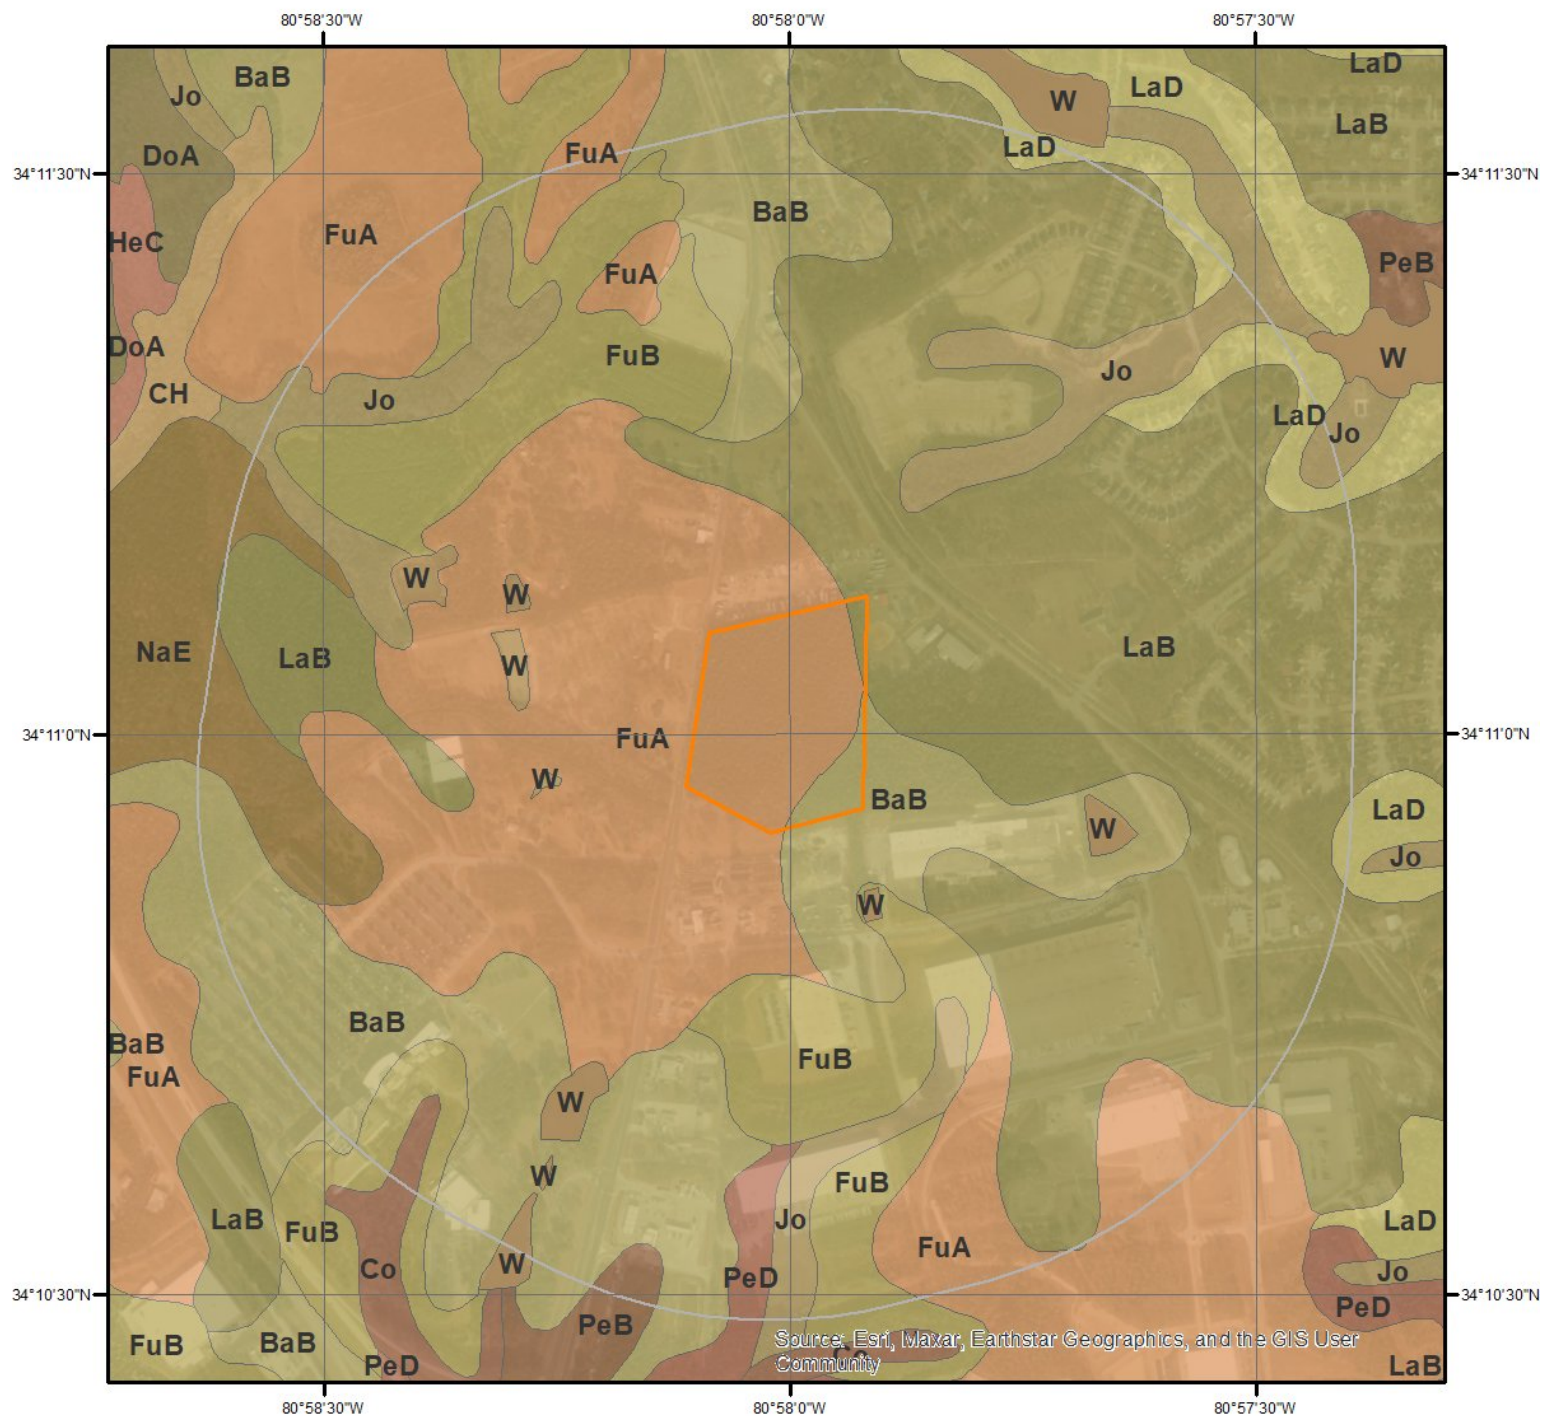 80°58'30"W
80°58'0"W
80°57'30"W
LaD
BaB
Jo
LaD
W
LaB
DoA
FuA
LaD
34°11'30"N
34°11'30"N
BaB
FuA
HeC
PeB
FuA
DoA
FuB
W
Jo
CH
Jo
LaD
Jo
W
W
LaB
NaE
LaB
W
FuA
W
BaB
LaD
W
Jo
W
34°11'0"N
34°11'0"N
BaB
BaB
FuB
FuA
W
W
FuB
LaB
Jo
LaD
FuB
FuA
W
Co
Jo
PeD
34°10'30"N
34°10'30"N
PeD
PeB
FuB
BaB
Source: Esri, Maxar, Earthstar Geographics, and the GIS User
Community
Co
PeD
LaB
80°58'30"W
80°58'0"W
80°57'30"W